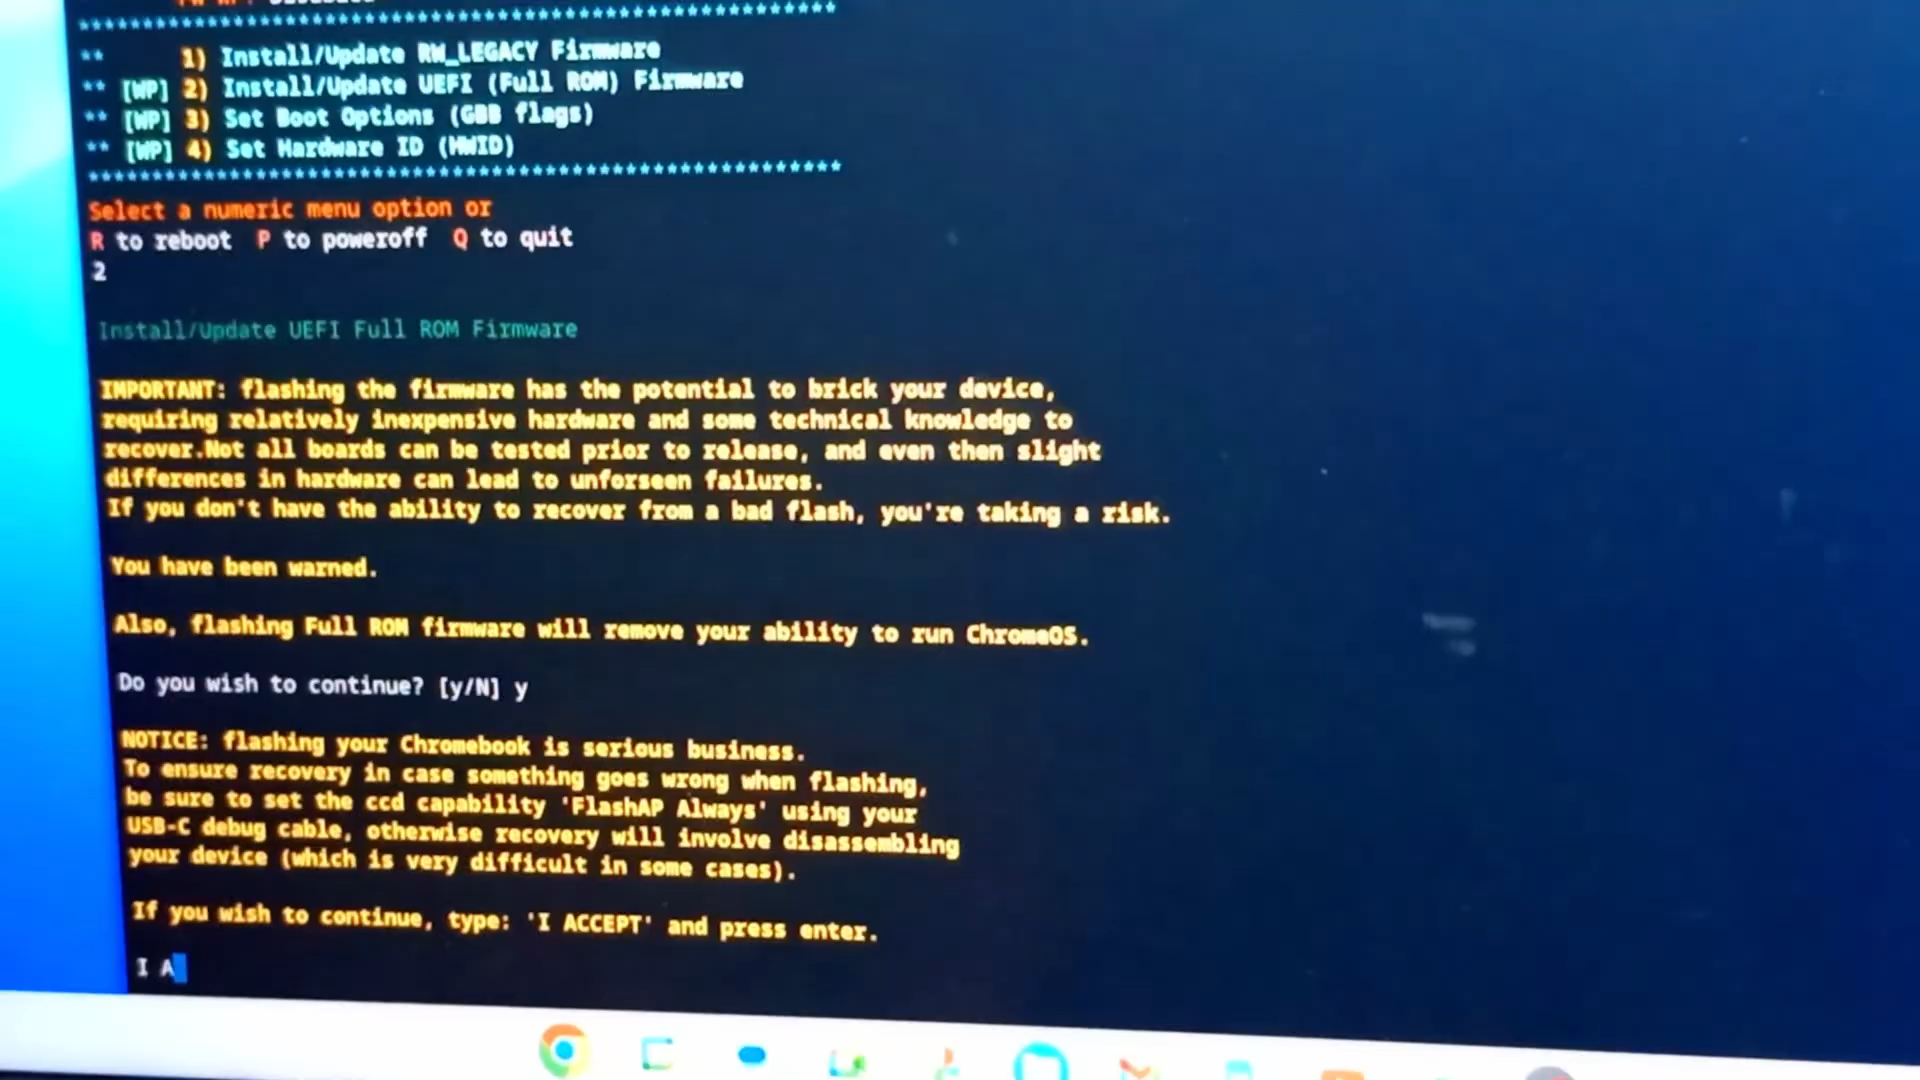 ****************************************************************
** 1) Install/Update RW_LEGACY Firmware
** [WP] 2) Install/Update UEFI (Full ROM) Firmware
** [WP] 3) Set Boot Options (GBB flags)
** [WP] 4) Set Hardware ID (HWID)
****************************************************************
Select a numeric menu option or
R to reboot P to poweroff Q to quit
2
Install/Update UEFI Full ROM Firmware
IMPORTANT: flashing the firmware has the potential to brick your device,
requiring relatively inexpensive hardware and some technical knowledge to
recover.Not all boards can be tested prior to release, and even then slight
differences in hardware can lead to unforseen failures.
If you don't have the ability to recover from a bad flash, you're taking a risk.
You have been warned.
Also, flashing Full ROM firmware will remove your ability to run ChromeOS.
Do you wish to continue? [y/N] y
NOTICE: flashing your Chromebook is serious business.
To ensure recovery in case something goes wrong when flashing,
be sure to set the ccd capability 'FlashAP Always' using your
USB-C debug cable, otherwise recovery will involve disassembling
your device (which is very difficult in some cases).
If you wish to continue, type: 'I ACCEPT' and press enter.
I A